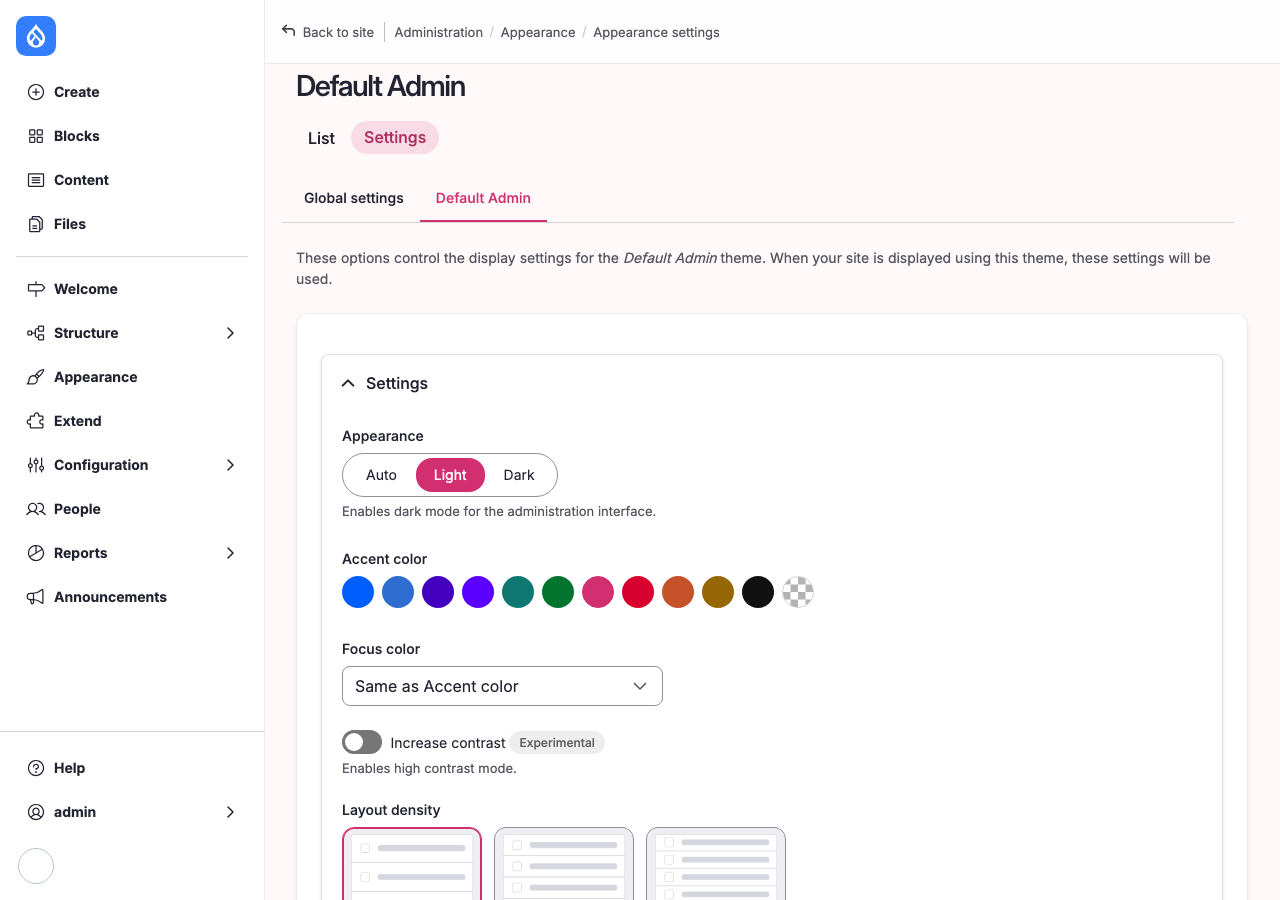 Back to site
Administration / Appearance / Appearance settings
Create
Blocks
Content
Files
Welcome
Structure
Appearance
Extend
Configuration
People
Reports
Announcements
Help
admin
Default Admin
List
Settings
Global settings
Default Admin
These options control the display settings for the Default Admin theme. When your site is displayed using this theme, these settings will be
used.
Settings
Appearance
Auto
Light
Dark
Enables dark mode for the administration interface.
Accent color
Focus color
Same as Accent color
Increase contrast Experimental
Enables high contrast mode.
Layout density